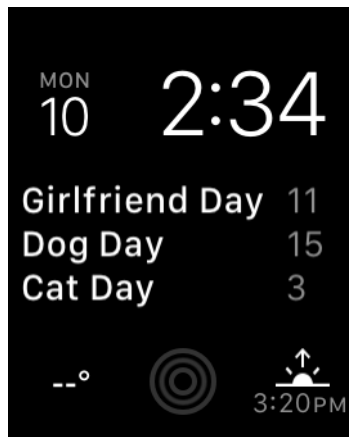 MON
10
2:34
Girlfriend Day 11
Dog Day 15
Cat Day 3
--°
3:20PM